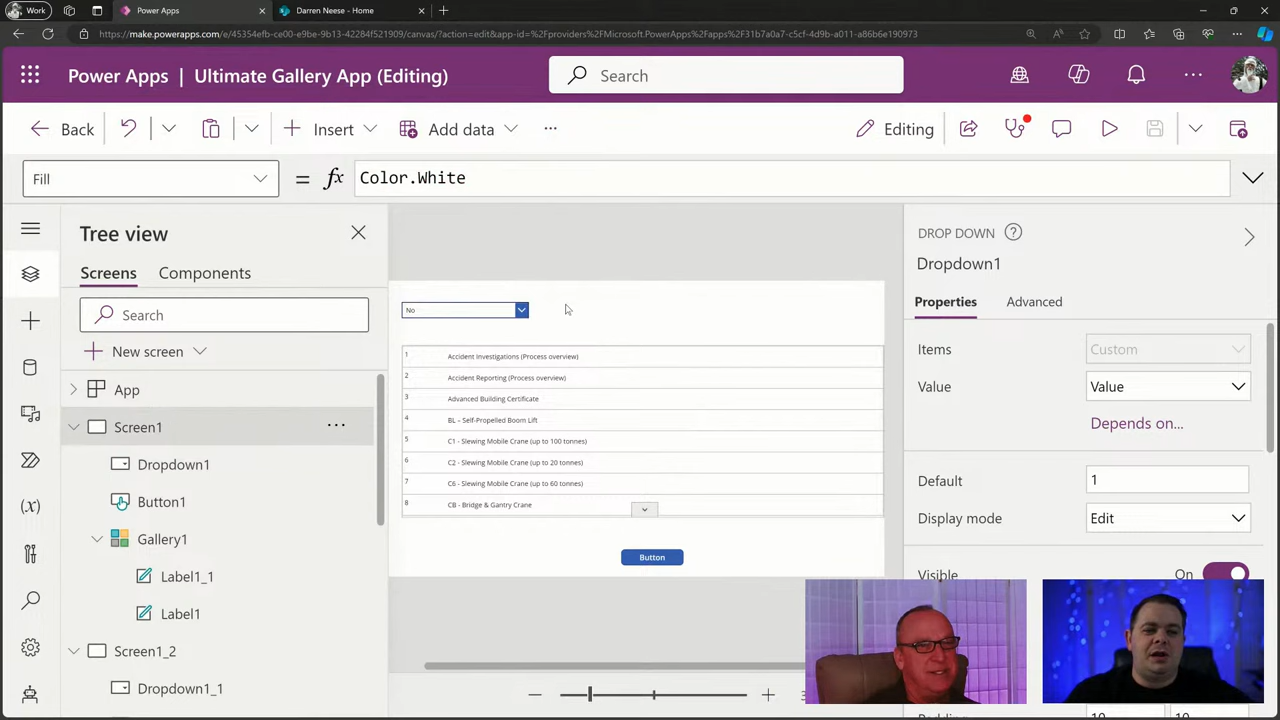 Work
Power Apps
Darren Neese - Home
https://make.powerapps.com/e/45354efb-ce00-e9be-9b13-42284f521909/canvas/?action=edit&app-id=%2Fproviders%2FMicrosoft.PowerApps%2Fapps%2F31b7a0a7-c5cf-4d9b-a011-a86b6e190973
Power Apps | Ultimate Gallery App (Editing)
Search
Back
Insert
Add data
Editing
Fill
= fx Color.White
Tree view
Screens
Components
Search
New screen
App
Screen1
Dropdown1
Button1
Gallery1
Label1_1
Label1
Screen1_2
Dropdown1_1
No
1 Accident Investigations (Process overview)
2 Accident Reporting (Process overview)
3 Advanced Building Certificate
4 BL – Self-Propelled Boom Lift
5 C1 - Slewing Mobile Crane (up to 100 tonnes)
6 C2 - Slewing Mobile Crane (up to 20 tonnes)
7 C6 - Slewing Mobile Crane (up to 60 tonnes)
8 CB - Bridge & Gantry Crane
Button
DROP DOWN
Dropdown1
Properties
Advanced
Items Custom
Value Value
Depends on...
Default 1
Display mode Edit
Visible On